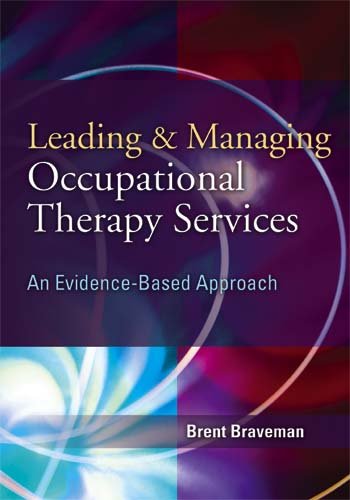 Leading & Managing
Occupational
Therapy Services
An Evidence-Based Approach
Brent Braveman